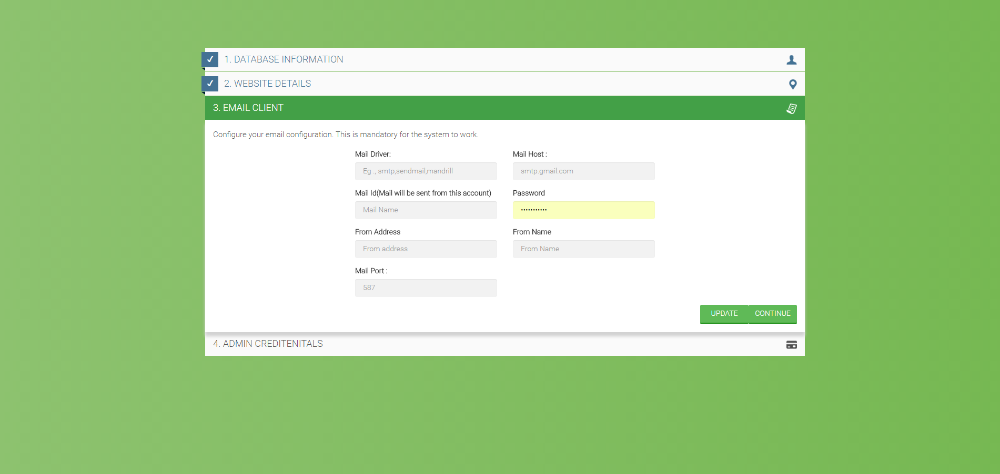 1. DATABASE INFORMATION
2. WEBSITE DETAILS
3. EMAIL CLIENT
Configure your email configuration. This is mandatory for the system to work.
Mail Driver: Mail Host :
Eg ., smtp,sendmail,mandrill smtp.gmail.com
Mail Id(Mail will be sent from this account) Password
Mail Name •••••••••••
From Address From Name
From address From Name
Mail Port :
587
UPDATE CONTINUE
4. ADMIN CREDITENITALS